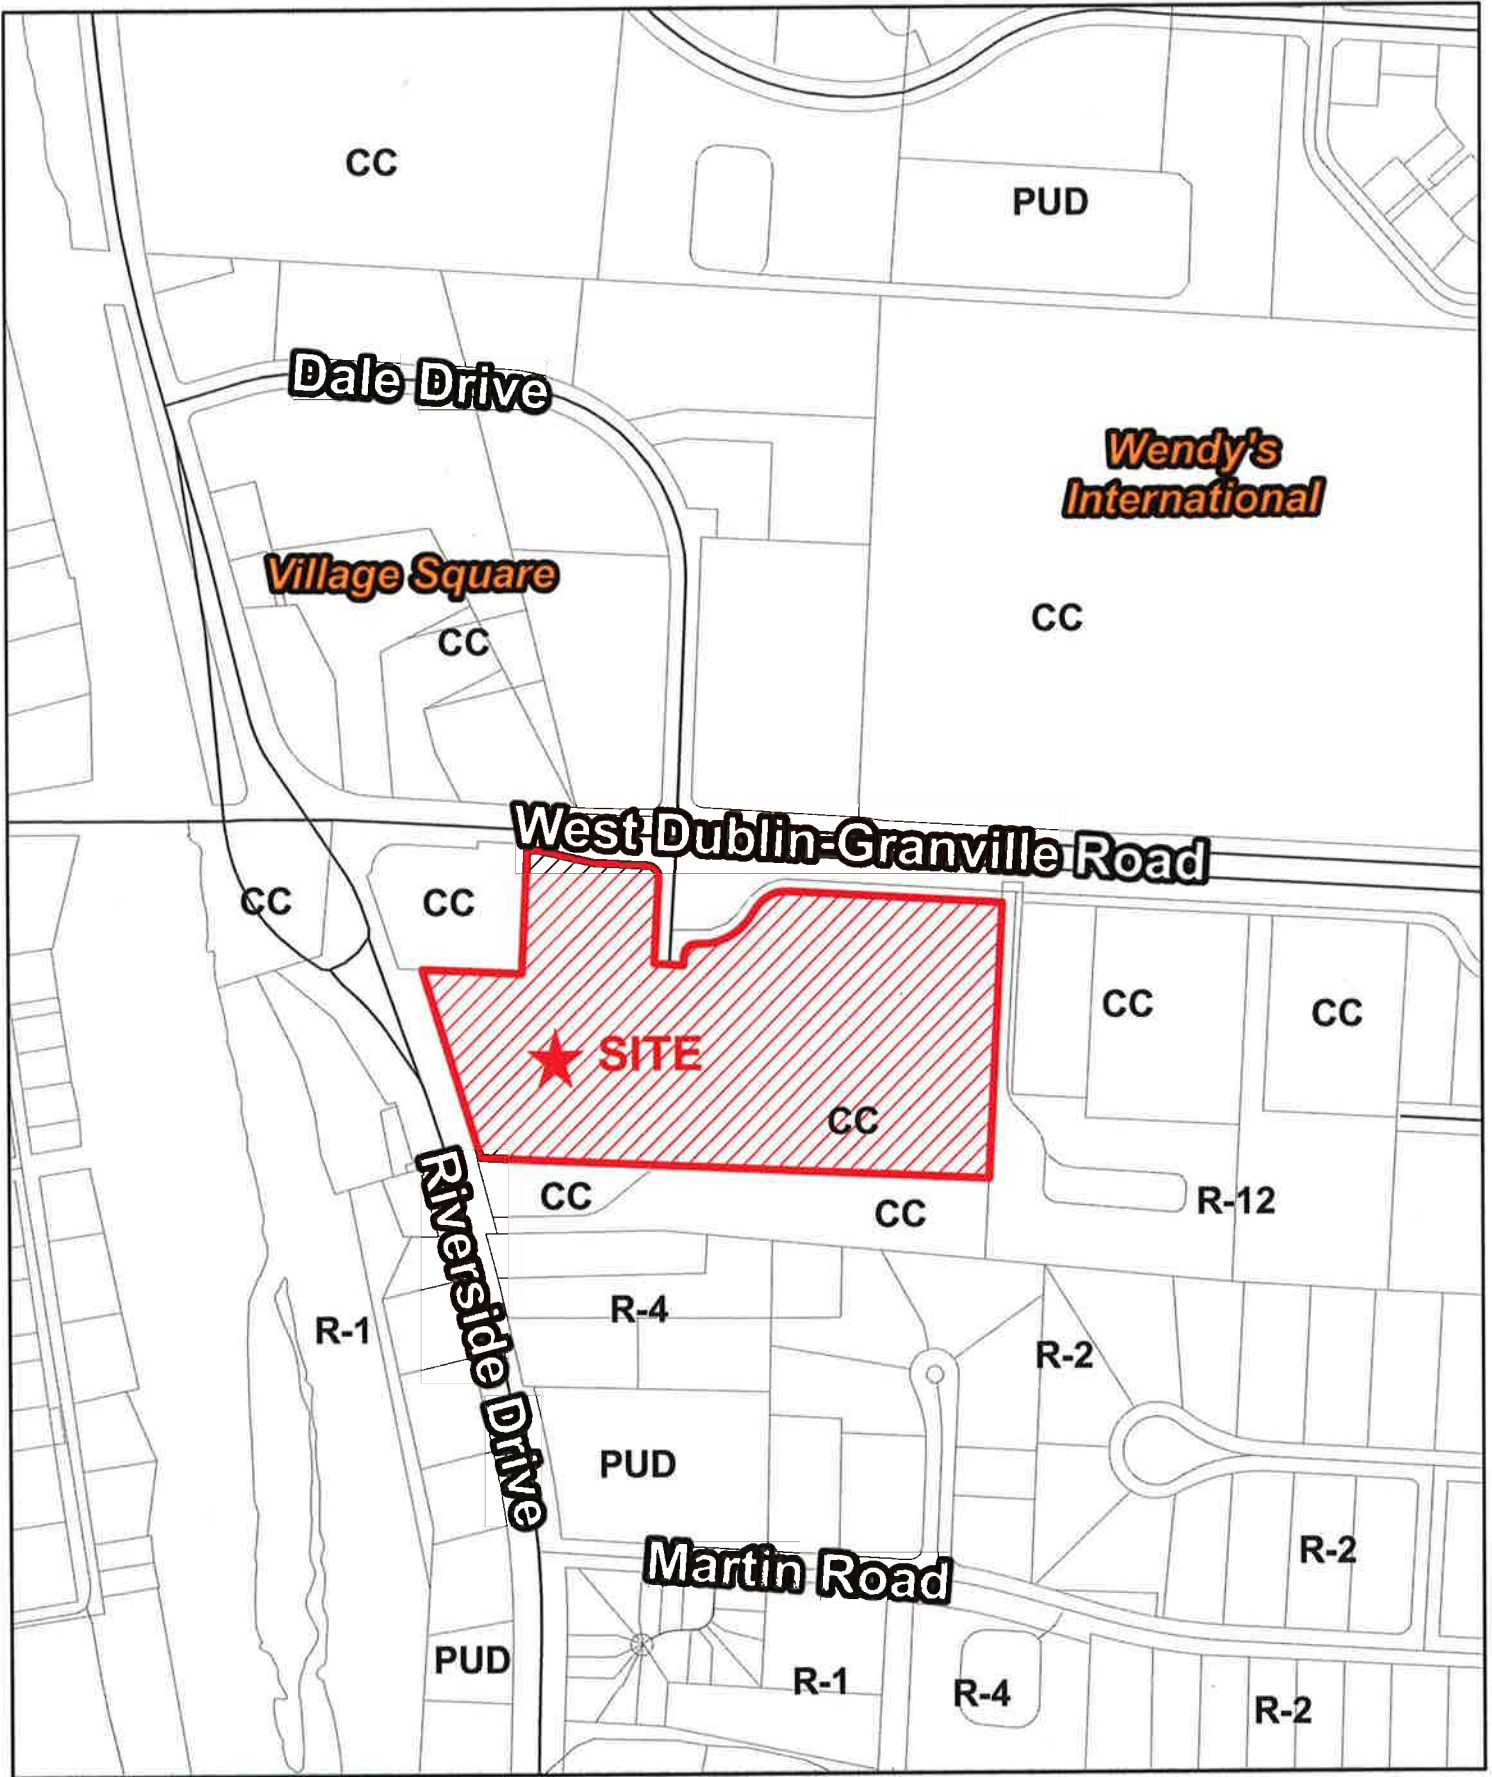 CC
PUD
Dale Drive
Wendy's
International
Village Square
CC
CC
West Dublin-Granville Road
CC
CC
CC
CC
SITE
CC
CC
CC
R-12
Riverside Drive
R-1
R-4
R-2
PUD
R-2
Martin Road
PUD
R-1
R-4
R-2